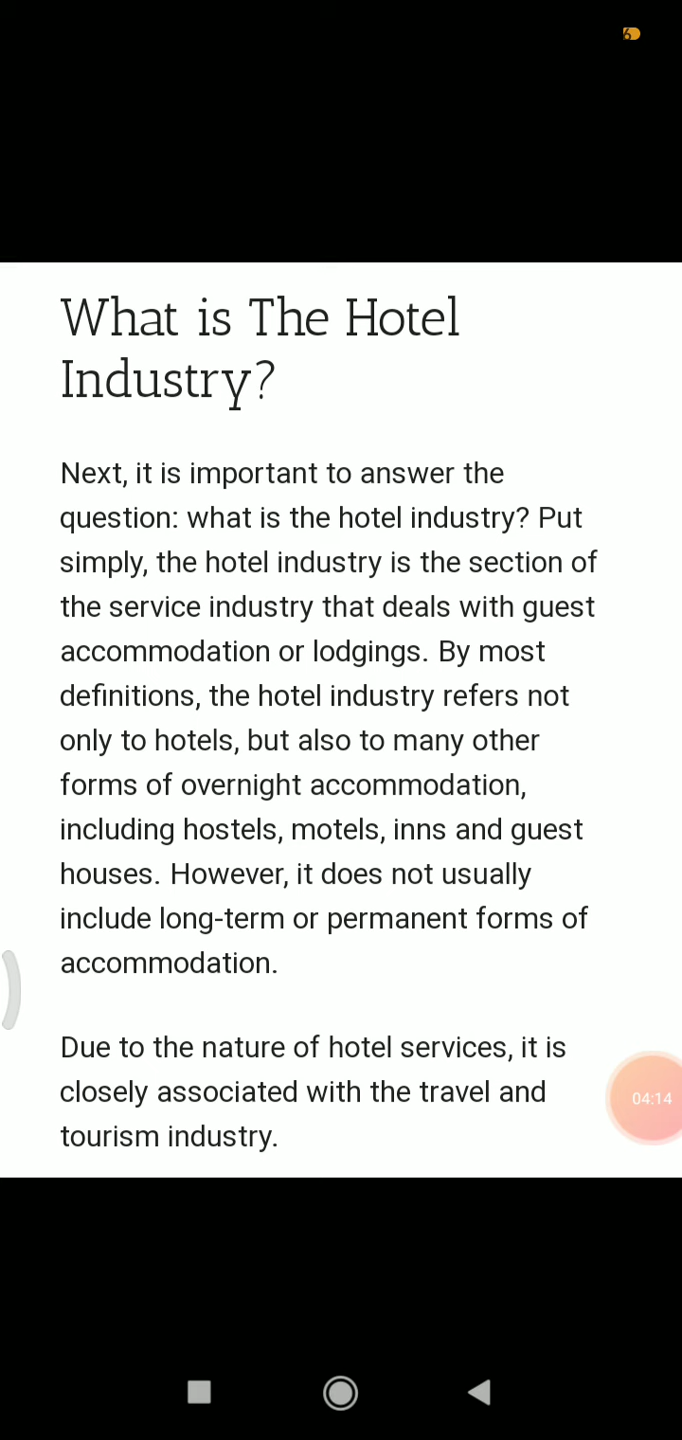 6
What is The Hotel
Industry?
Next, it is important to answer the
question: what is the hotel industry? Put
simply, the hotel industry is the section of
the service industry that deals with guest
accommodation or lodgings. By most
definitions, the hotel industry refers not
only to hotels, but also to many other
forms of overnight accommodation,
including hostels, motels, inns and guest
houses. However, it does not usually
include long-term or permanent forms of
accommodation.
Due to the nature of hotel services, it is
closely associated with the travel and
tourism industry.
04:14